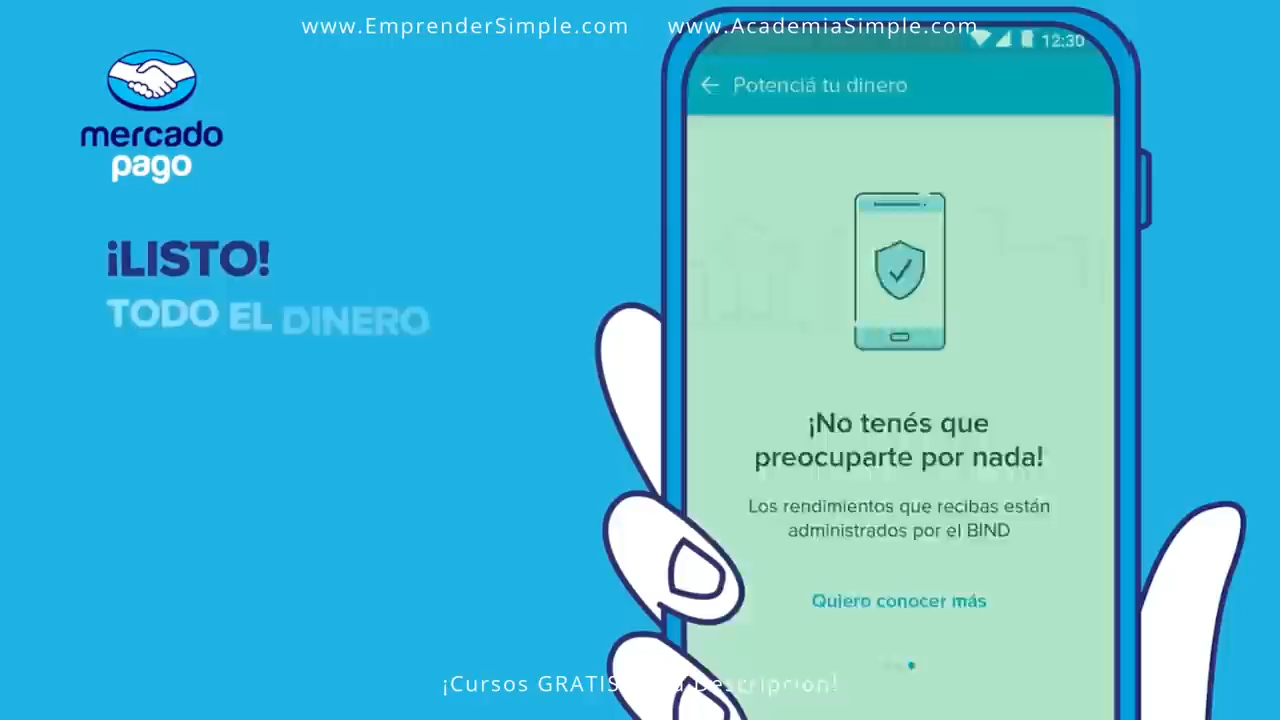 www.EmprenderSimple.com www.AcademiaSimple.com
12:30
Potenciá tu dinero
mercado
pago
¡LISTO!
TODO EL DINERO
¡No tenés que
preocuparte por nada!
Los rendimientos que recibas están
administrados por el BIND
Quiero conocer más
¡Cursos GRATIS Descripcion!